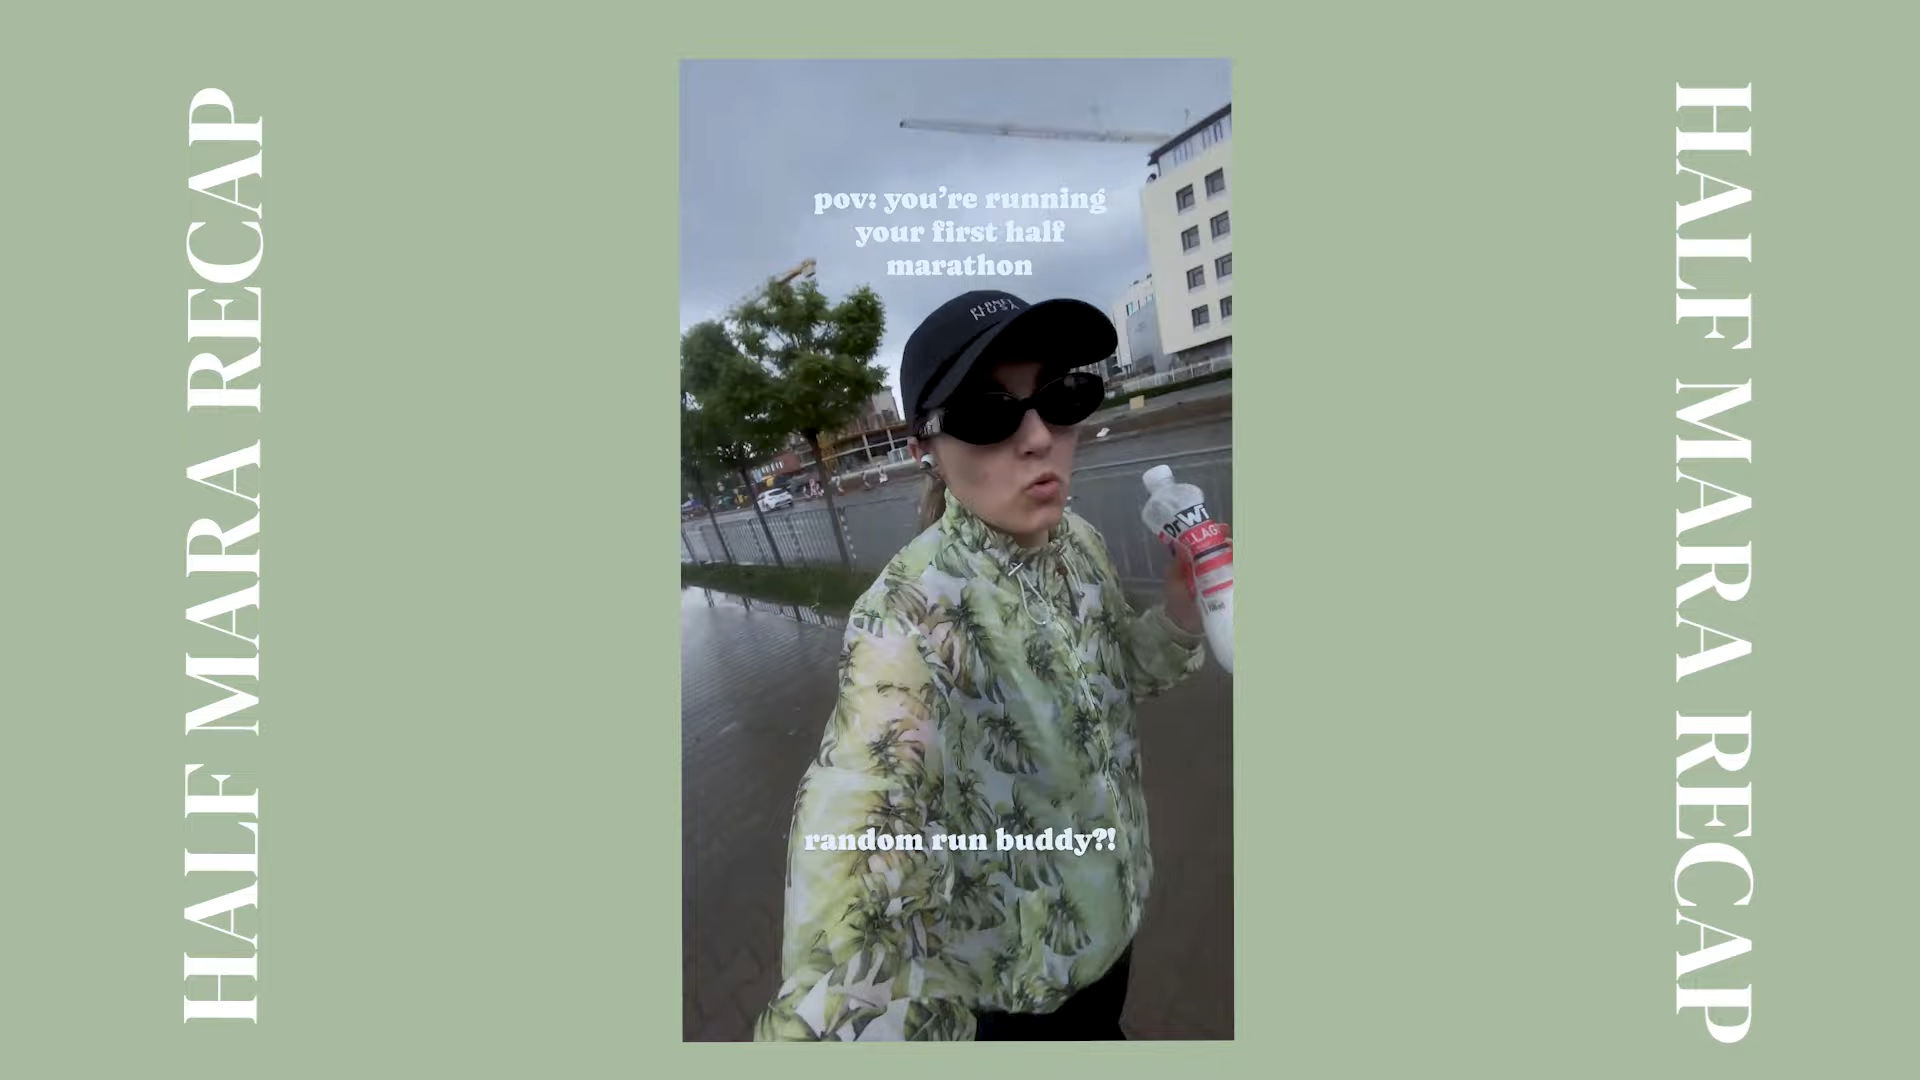 HALF MARA RECAP
pov: you're running
your first half
marathon
random run buddy?!
HALF MARA RECAP